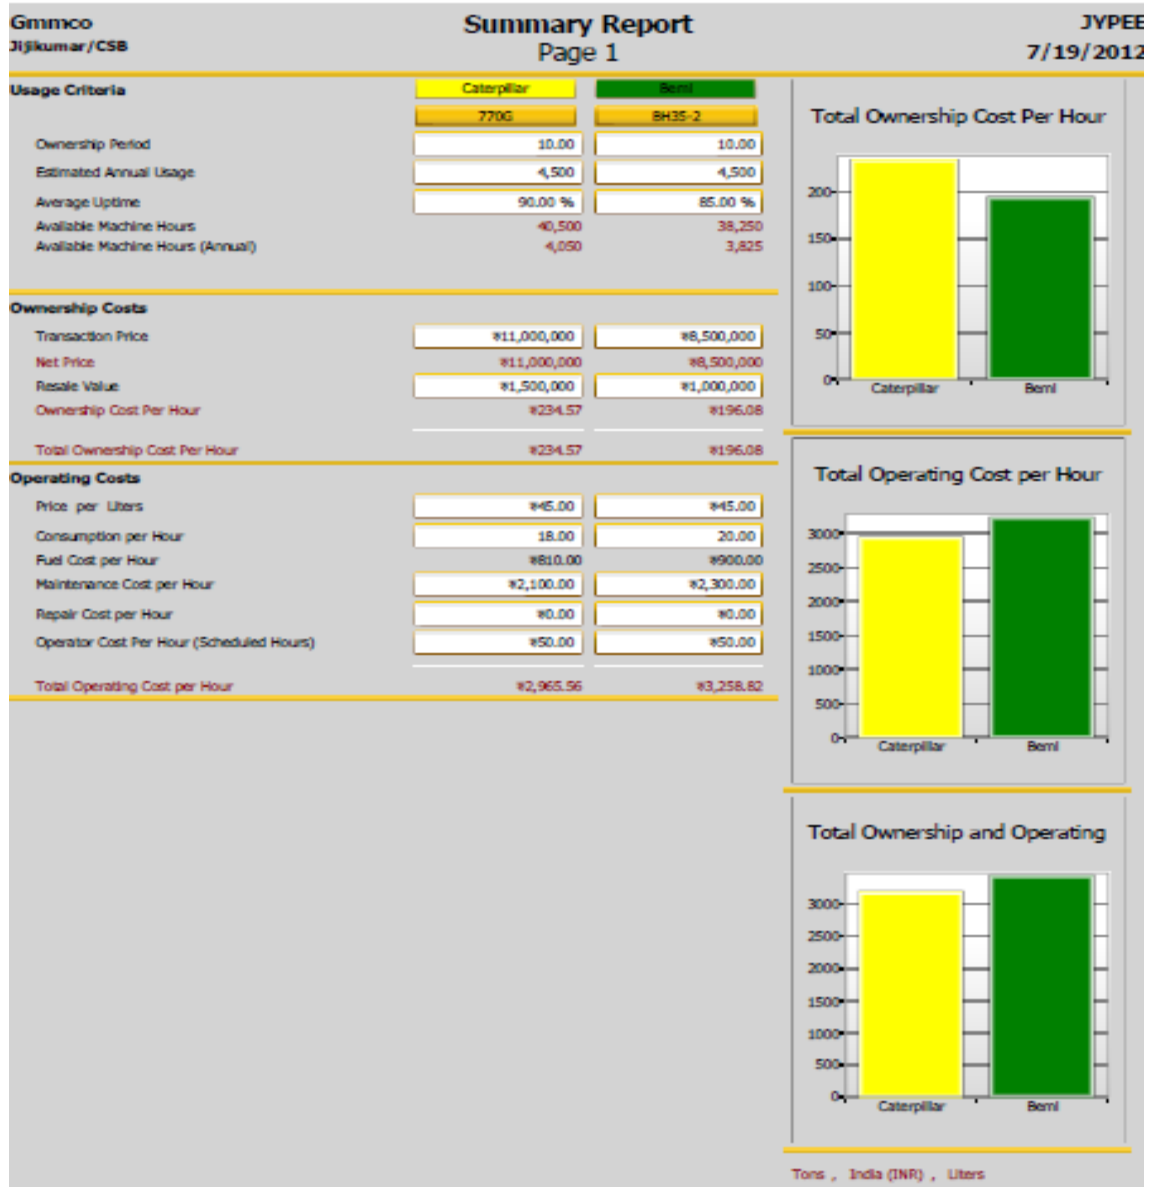 Gmmco Summary Report JYPEE
Jijikumar/CSB Page 1 7/19/2012
Usage Criteria Caterpillar Beml
770G BH35-2
Ownership Period 10.00 10.00
Estimated Annual Usage 4,500 4,500
Average Uptime 90.00 % 85.00 %
Available Machine Hours 40,500 38,250
Available Machine Hours (Annual) 4,050 3,825
Ownership Costs
Transaction Price ₹11,000,000 ₹8,500,000
Net Price ₹11,000,000 ₹8,500,000
Resale Value ₹1,500,000 ₹1,000,000
Ownership Cost Per Hour ₹234.57 ₹196.08
Total Ownership Cost Per Hour ₹234.57 ₹196.08
Operating Costs
Price per Liters ₹45.00 ₹45.00
Consumption per Hour 18.00 20.00
Fuel Cost per Hour ₹810.00 ₹900.00
Maintenance Cost per Hour ₹2,100.00 ₹2,300.00
Repair Cost per Hour ₹0.00 ₹0.00
Operator Cost Per Hour (Scheduled Hours) ₹50.00 ₹50.00
Total Operating Cost per Hour ₹2,965.56 ₹3,258.82
Total Ownership Cost Per Hour
200
150
100
50
0
Caterpillar Beml
Total Operating Cost per Hour
3000
2500
2000
1500
1000
500
0
Caterpillar Beml
Total Ownership and Operating
3000
2500
2000
1500
1000
500
0
Caterpillar Beml
Tons , India (INR) , Liters